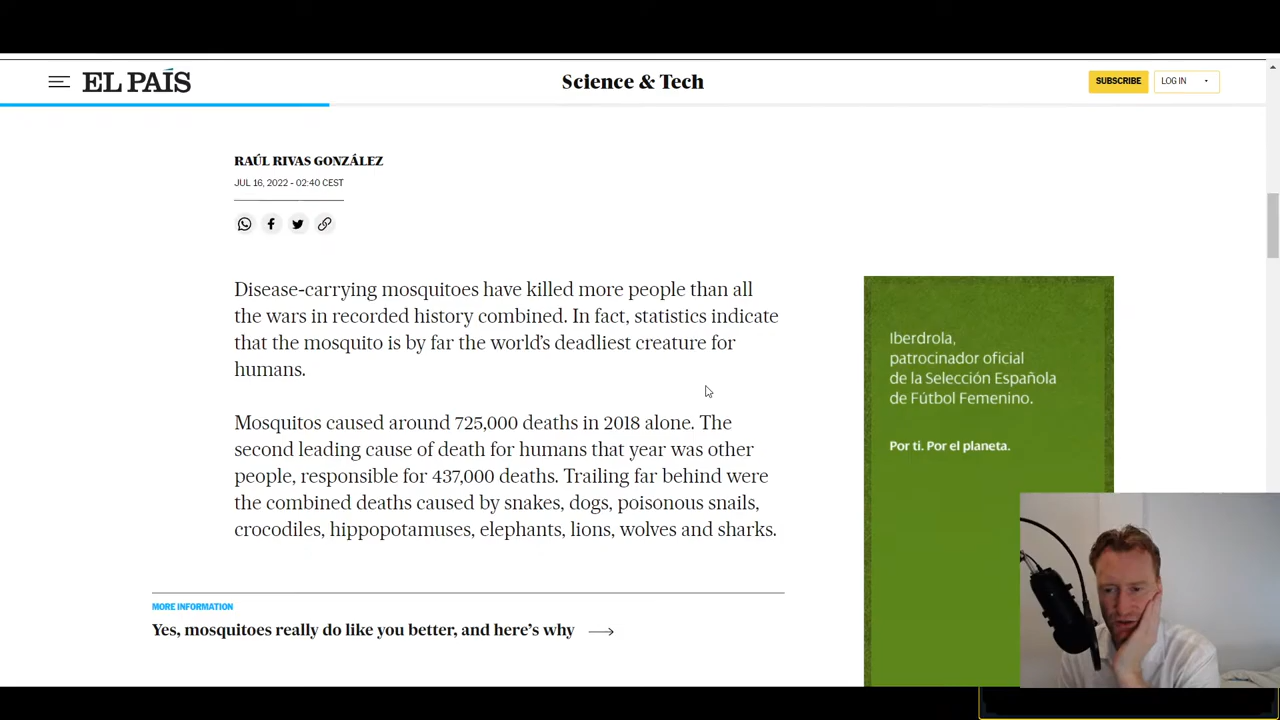 EL PAÍS
Science & Tech
SUBSCRIBE
LOG IN
RAÚL RIVAS GONZÁLEZ
JUL 16, 2022 - 02:40 CEST
Disease-carrying mosquitoes have killed more people than all
the wars in recorded history combined. In fact, statistics indicate
that the mosquito is by far the world’s deadliest creature for
humans.
Mosquitos caused around 725,000 deaths in 2018 alone. The
second leading cause of death for humans that year was other
people, responsible for 437,000 deaths. Trailing far behind were
the combined deaths caused by snakes, dogs, poisonous snails,
crocodiles, hippopotamuses, elephants, lions, wolves and sharks.
MORE INFORMATION
Yes, mosquitoes really do like you better, and here’s why
Iberdrola,
patrocinador oficial
de la Selección Española
de Fútbol Femenino.
Por ti. Por el planeta.